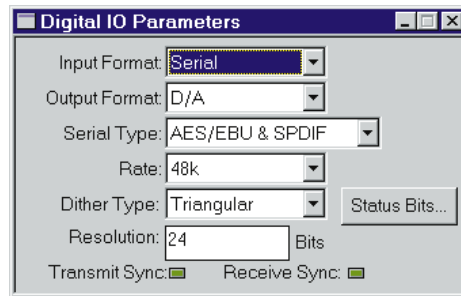 Digital IO Parameters
Input Format: Serial
Output Format: D/A
Serial Type: AES/EBU & SPDIF
Rate: 48k
Dither Type: Triangular Status Bits...
Resolution: 24 Bits
Transmit Sync: Receive Sync: